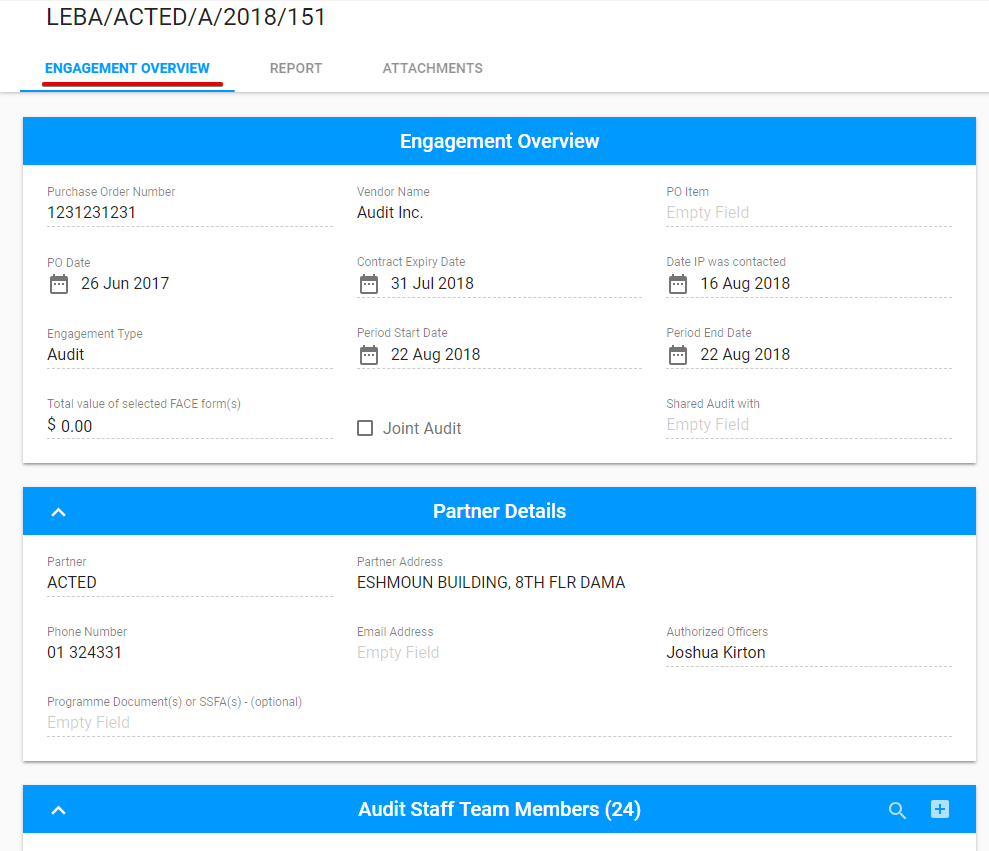 LEBA/ACTED/A/2018/151
ENGAGEMENT OVERVIEW REPORT ATTACHMENTS
Engagement Overview
Purchase Order Number Vendor Name PO Item
1231231231 Audit Inc. Empty Field
PO Date Contract Expiry Date Date IP was contacted
26 Jun 2017 31 Jul 2018 16 Aug 2018
Engagement Type Period Start Date Period End Date
Audit 22 Aug 2018 22 Aug 2018
Total value of selected FACE form(s) Shared Audit with
$ 0.00 Joint Audit Empty Field
Partner Details
Partner Partner Address
ACTED ESHMOUN BUILDING, 8TH FLR DAMA
Phone Number Email Address Authorized Officers
01 324331 Empty Field Joshua Kirton
Programme Document(s) or SSFA(s) - (optional)
Empty Field
Audit Staff Team Members (24)